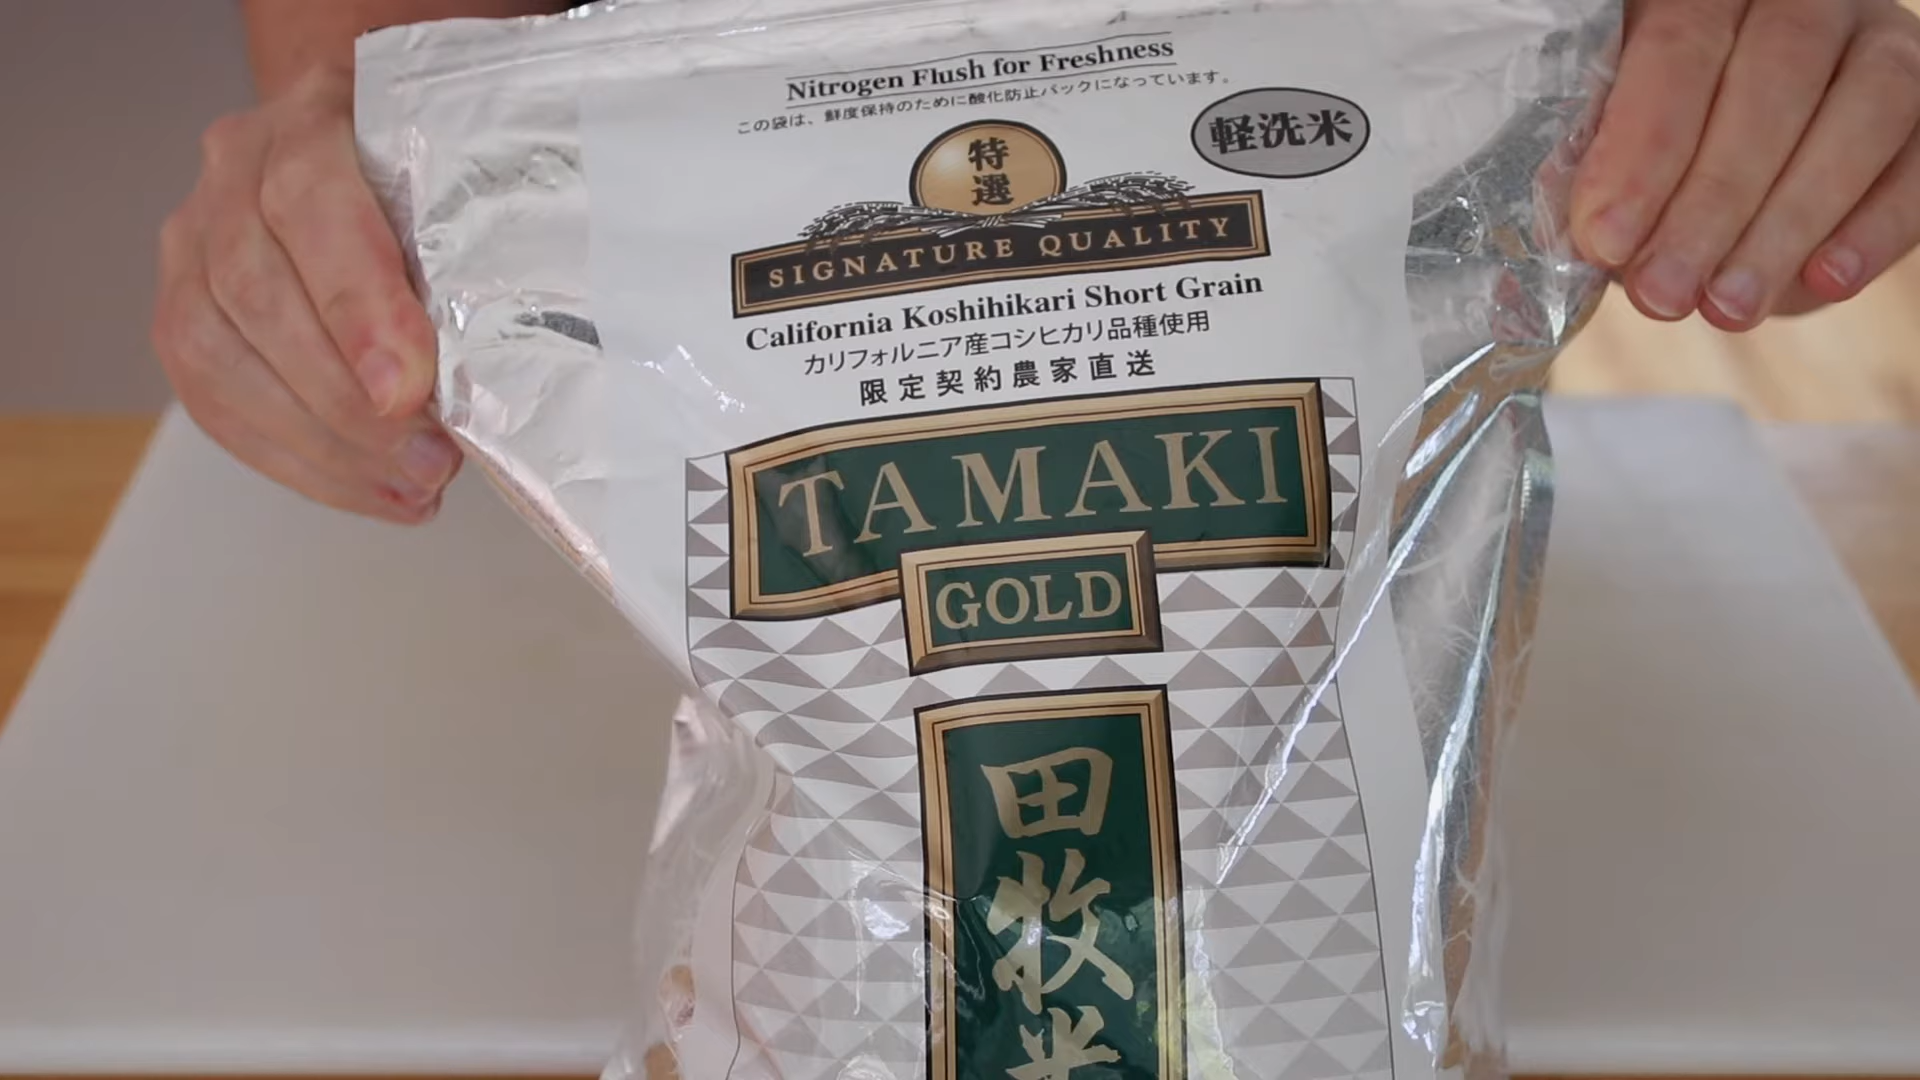 Nitrogen Flush for Freshness
この袋は、鮮度保持のために酸化防止パックになっています。
軽洗米
特選
SIGNATURE QUALITY
California Koshihikari Short Grain
カリフォルニア産コシヒカリ品種使用
限定契約農家直送
TAMAKI
GOLD
田牧米